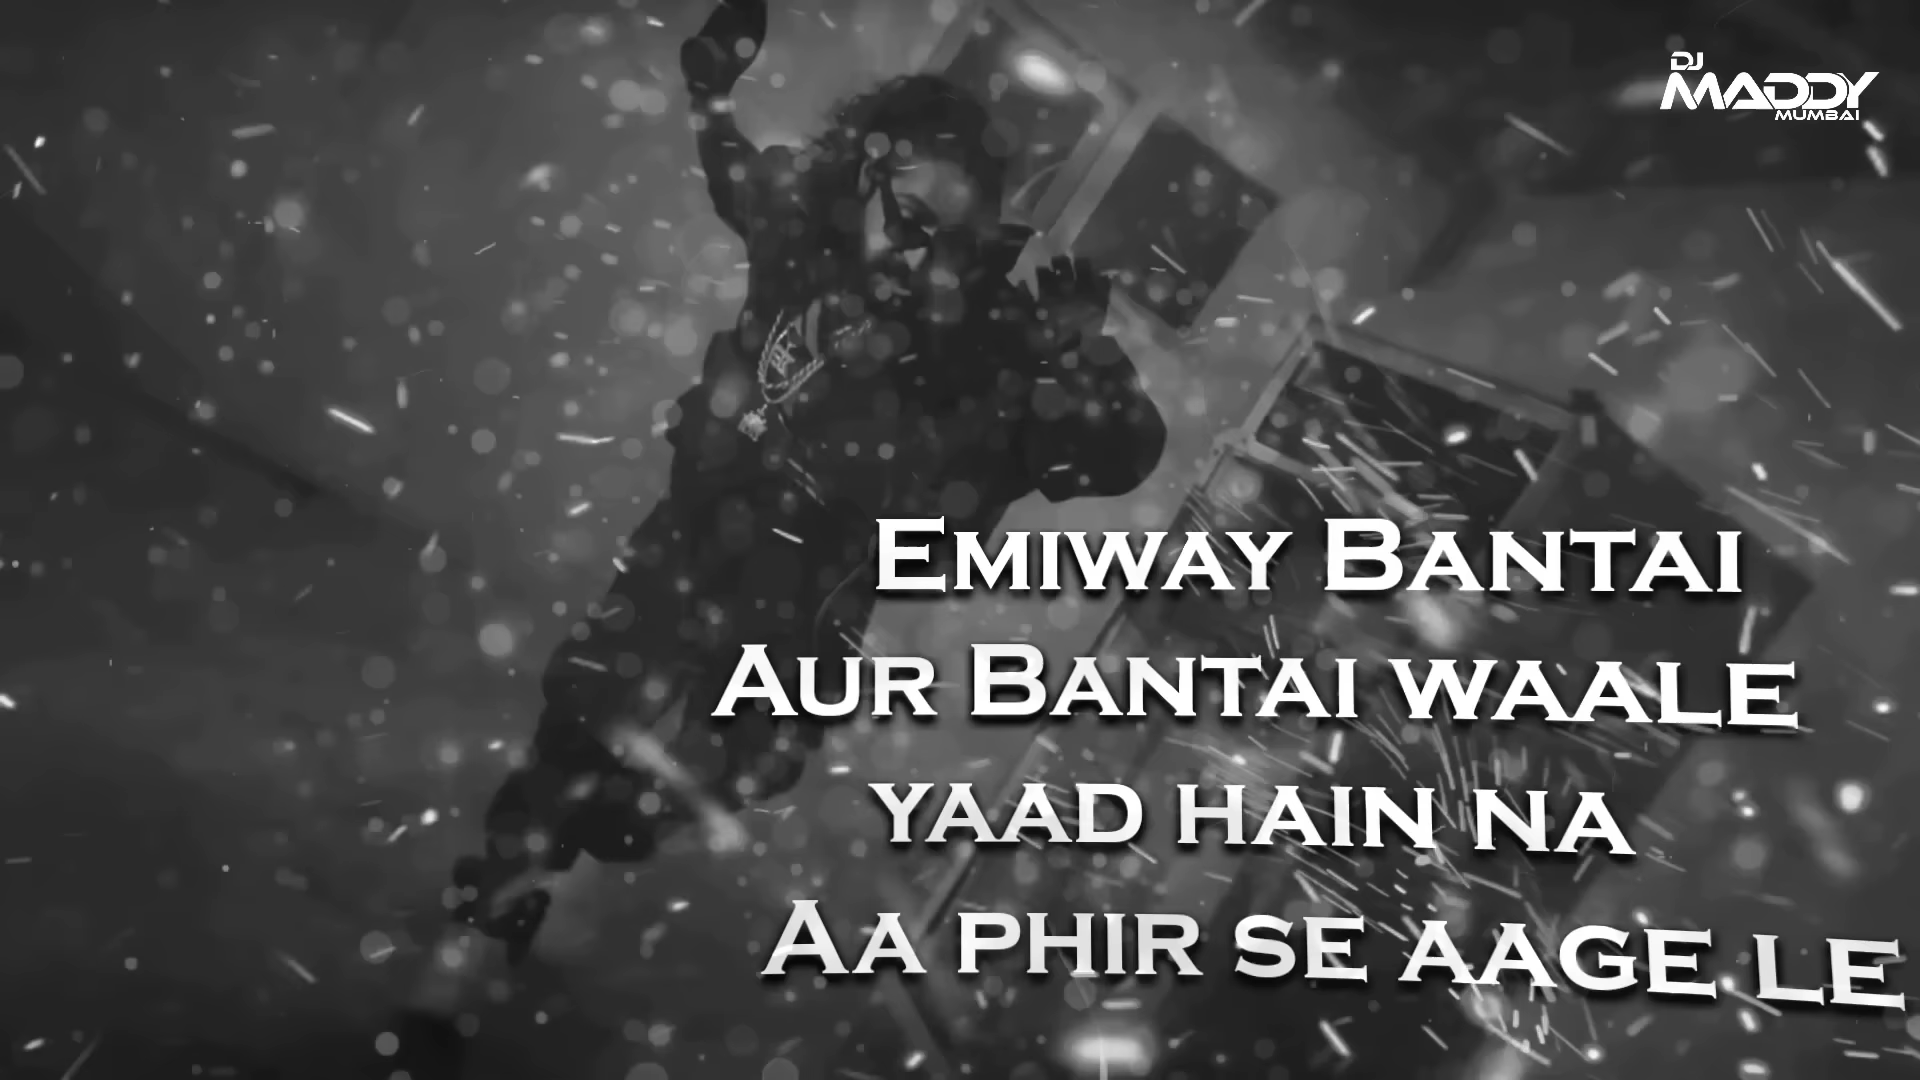 DJ
MADDY
MUMBAI
EMIWAY BANTAI
AUR BANTAI WAALE
YAAD HAIN NA
AA PHIR SE AAGE LE